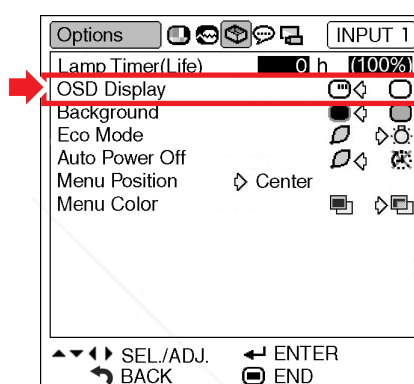 Options INPUT 1
Lamp Timer(Life) 0 h (100%)
OSD Display
Background
Eco Mode
Auto Power Off
Menu Position Center
Menu Color
SEL./ADJ. ENTER
BACK END